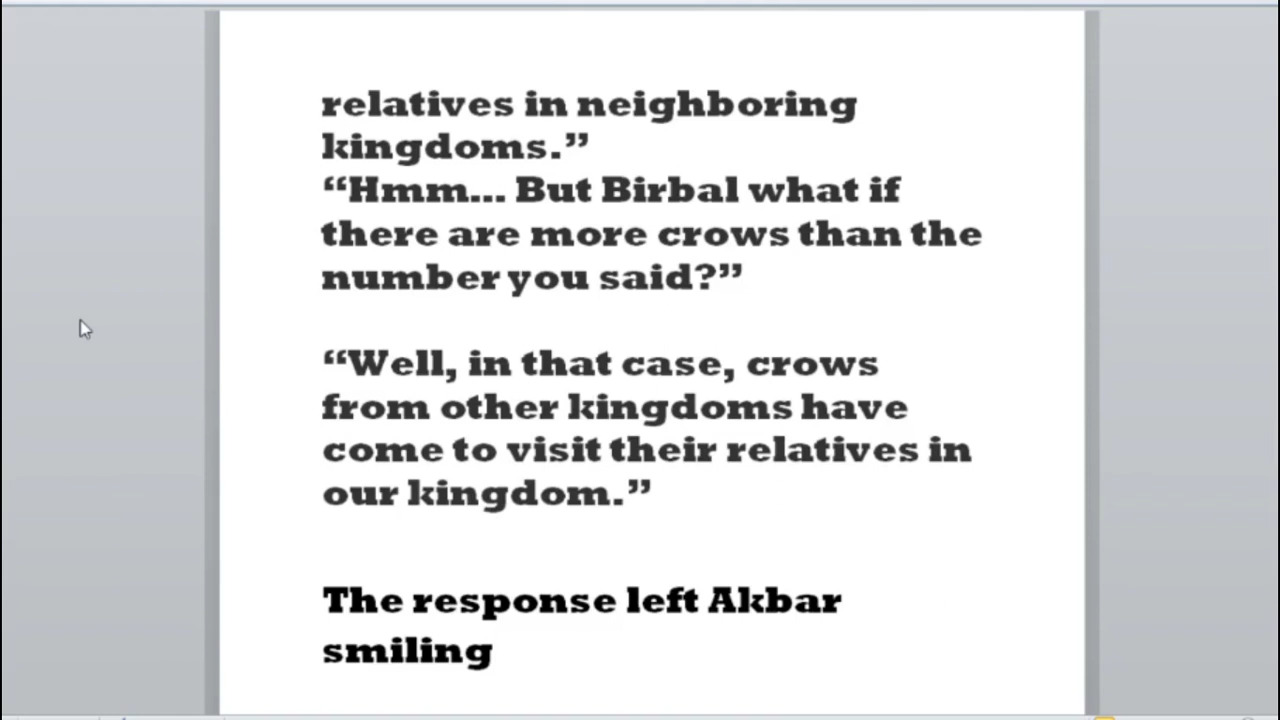 relatives in neighboring
kingdoms.”
“Hmm... But Birbal what if
there are more crows than the
number you said?”
“Well, in that case, crows
from other kingdoms have
come to visit their relatives in
our kingdom.”
The response left Akbar
smiling